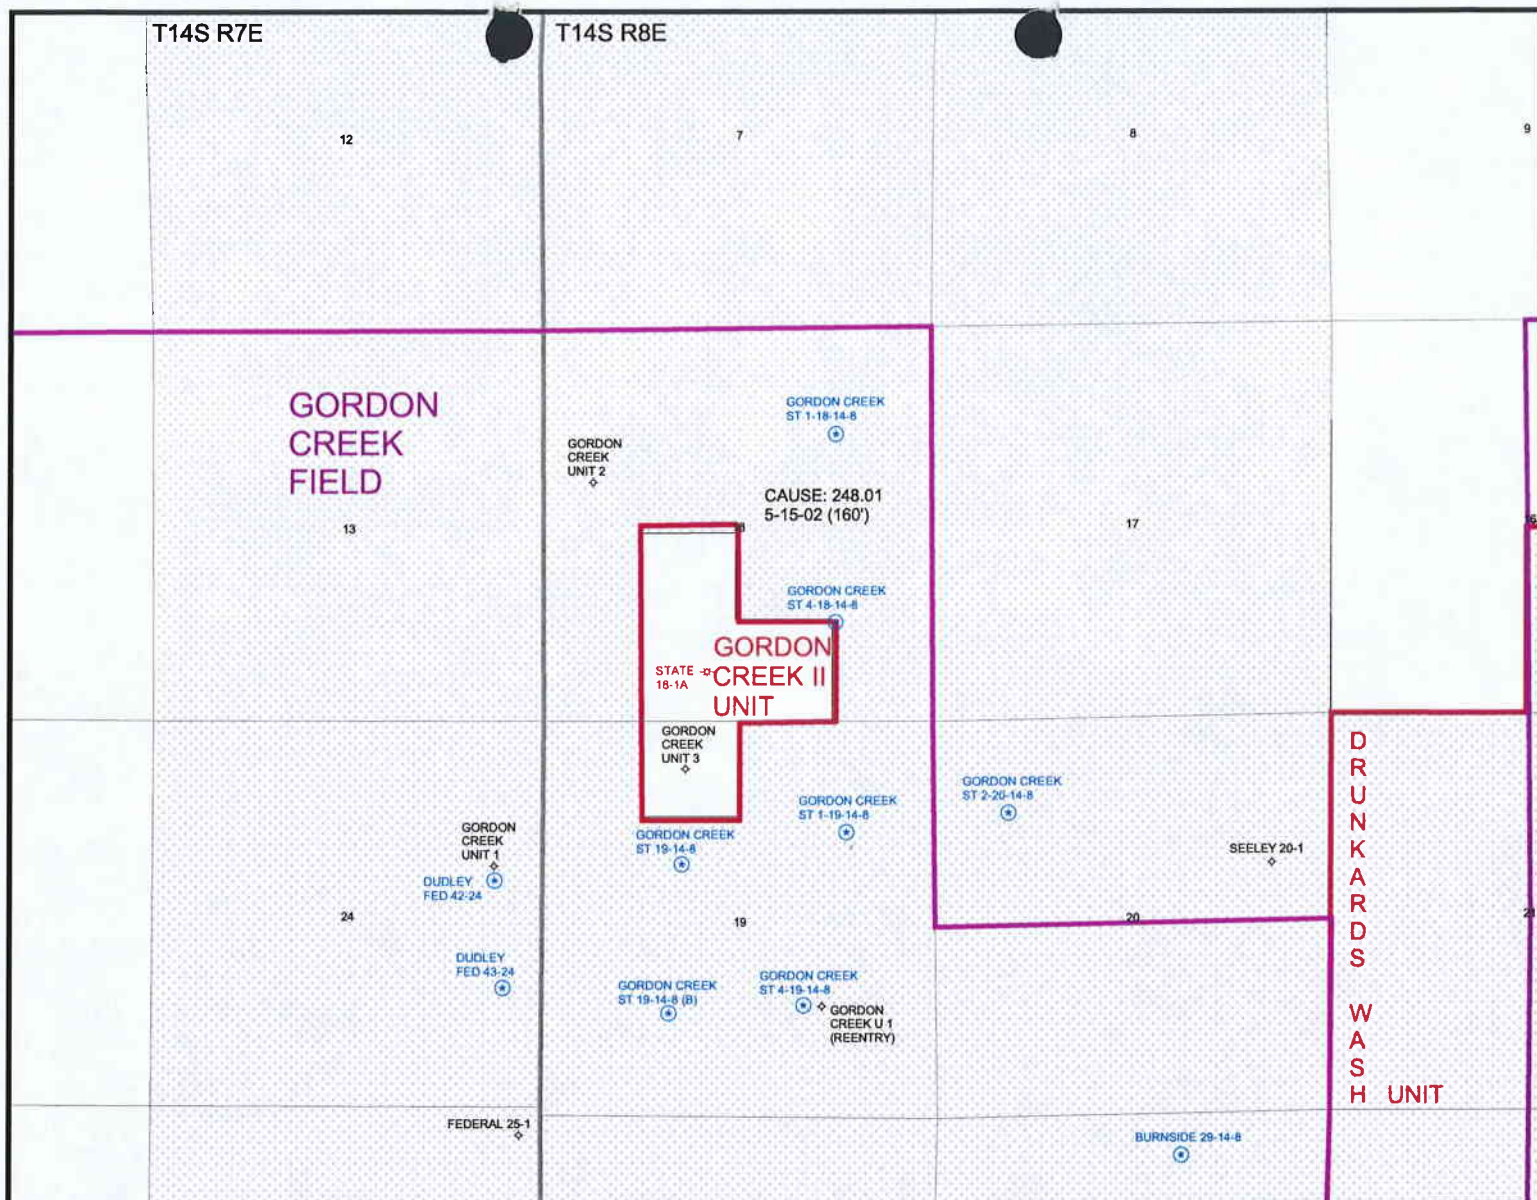 T14S R7E
T14S R8E
12
7
8
9
GORDON
CREEK
FIELD
13
GORDON
CREEK
UNIT 2
GORDON CREEK
ST 1-18-14-8
CAUSE: 248.01
5-15-02 (160')
18
17
16
GORDON CREEK
ST 4-18-14-8
GORDON
CREEK II
UNIT
STATE
18-1A
GORDON
CREEK
UNIT 3
GORDON CREEK
ST 19-14-8
GORDON CREEK
ST 1-19-14-8
GORDON CREEK
ST 2-20-14-8
SEELEY 20-1
GORDON
CREEK
UNIT 1
DUDLEY
FED 42-24
24
19
20
21
DUDLEY
FED 43-24
GORDON CREEK
ST 19-14-8 (B)
GORDON CREEK
ST 4-19-14-8
GORDON
CREEK U 1
(REENTRY)
DRUNKARDS WASH UNIT
FEDERAL 25-1
BURNSIDE 29-14-8